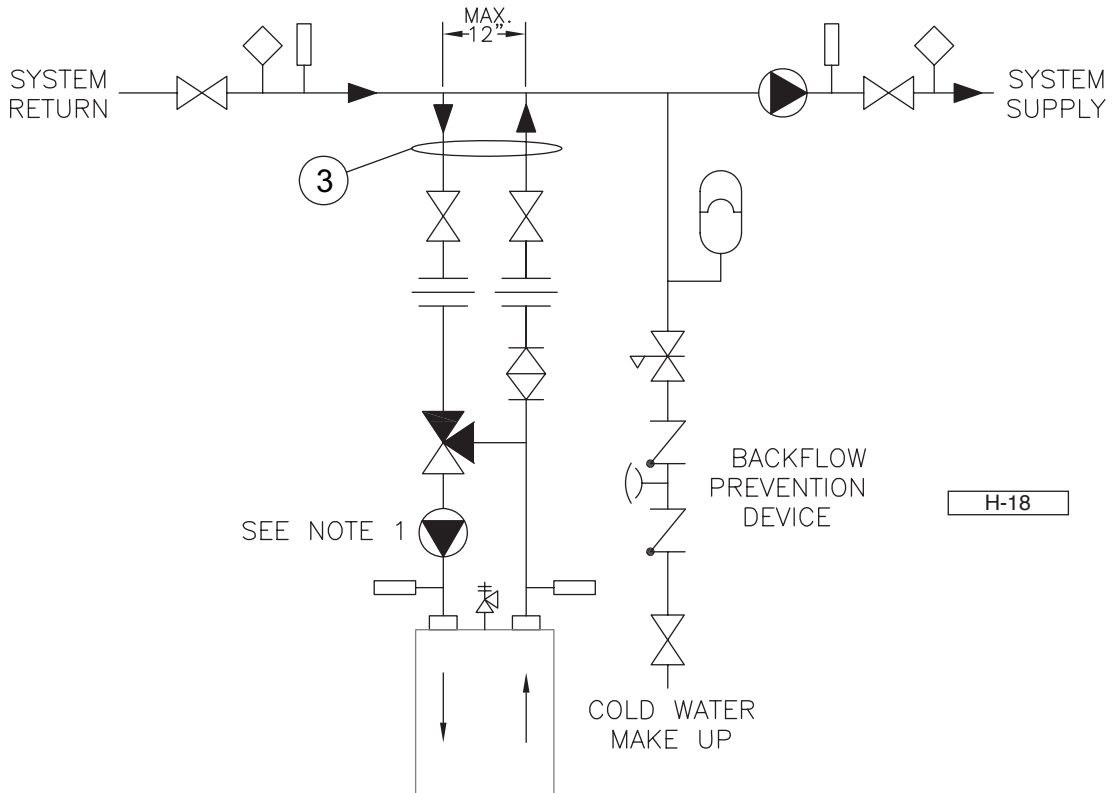 MAX.
12"
SYSTEM
RETURN
SYSTEM
SUPPLY
3
BACKFLOW
PREVENTION
DEVICE
H-18
SEE NOTE 1
COLD WATER
MAKE UP